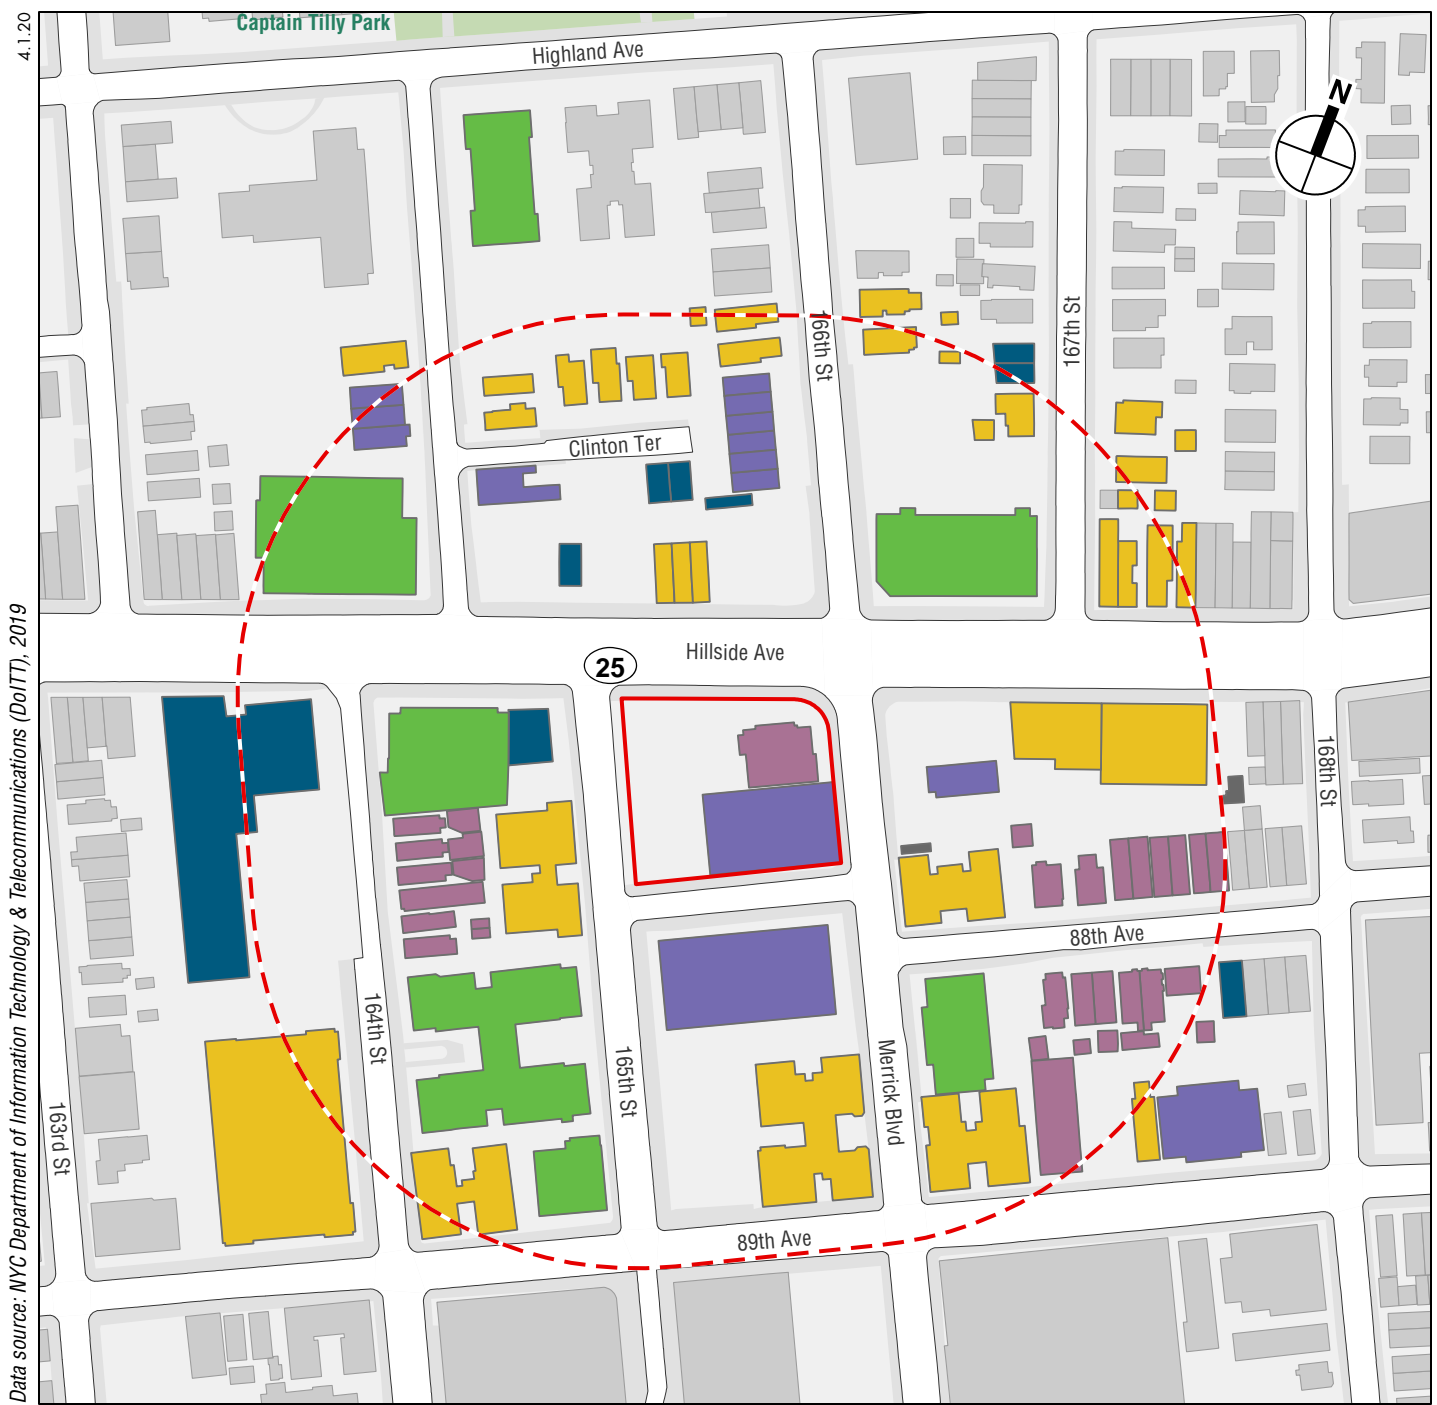 4.1.20
Captain Tilly Park
Highland Ave
N
166th St
167th St
Clinton Ter
Hillside Ave
25
168th St
88th Ave
164th St
165th St
Merrick Blvd
163rd St
89th Ave
Data source: NYC Department of Information Technology & Telecommunications (DoITT), 2019